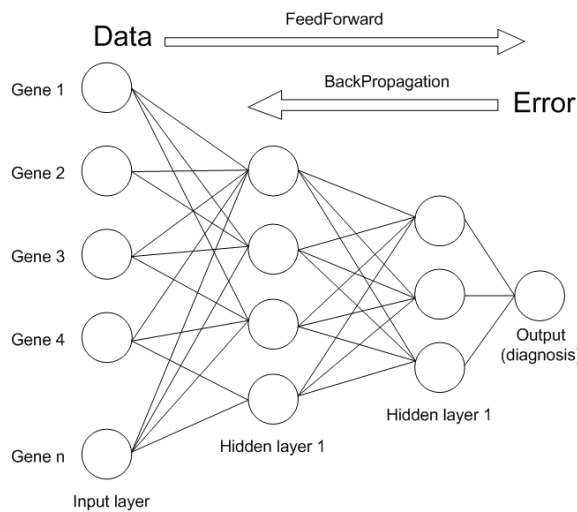 FeedForward
Data
BackPropagation
Error
Gene 1
Gene 2
Gene 3
Gene 4
Gene n
Input layer
Hidden layer 1
Hidden layer 1
Output
(diagnosis)